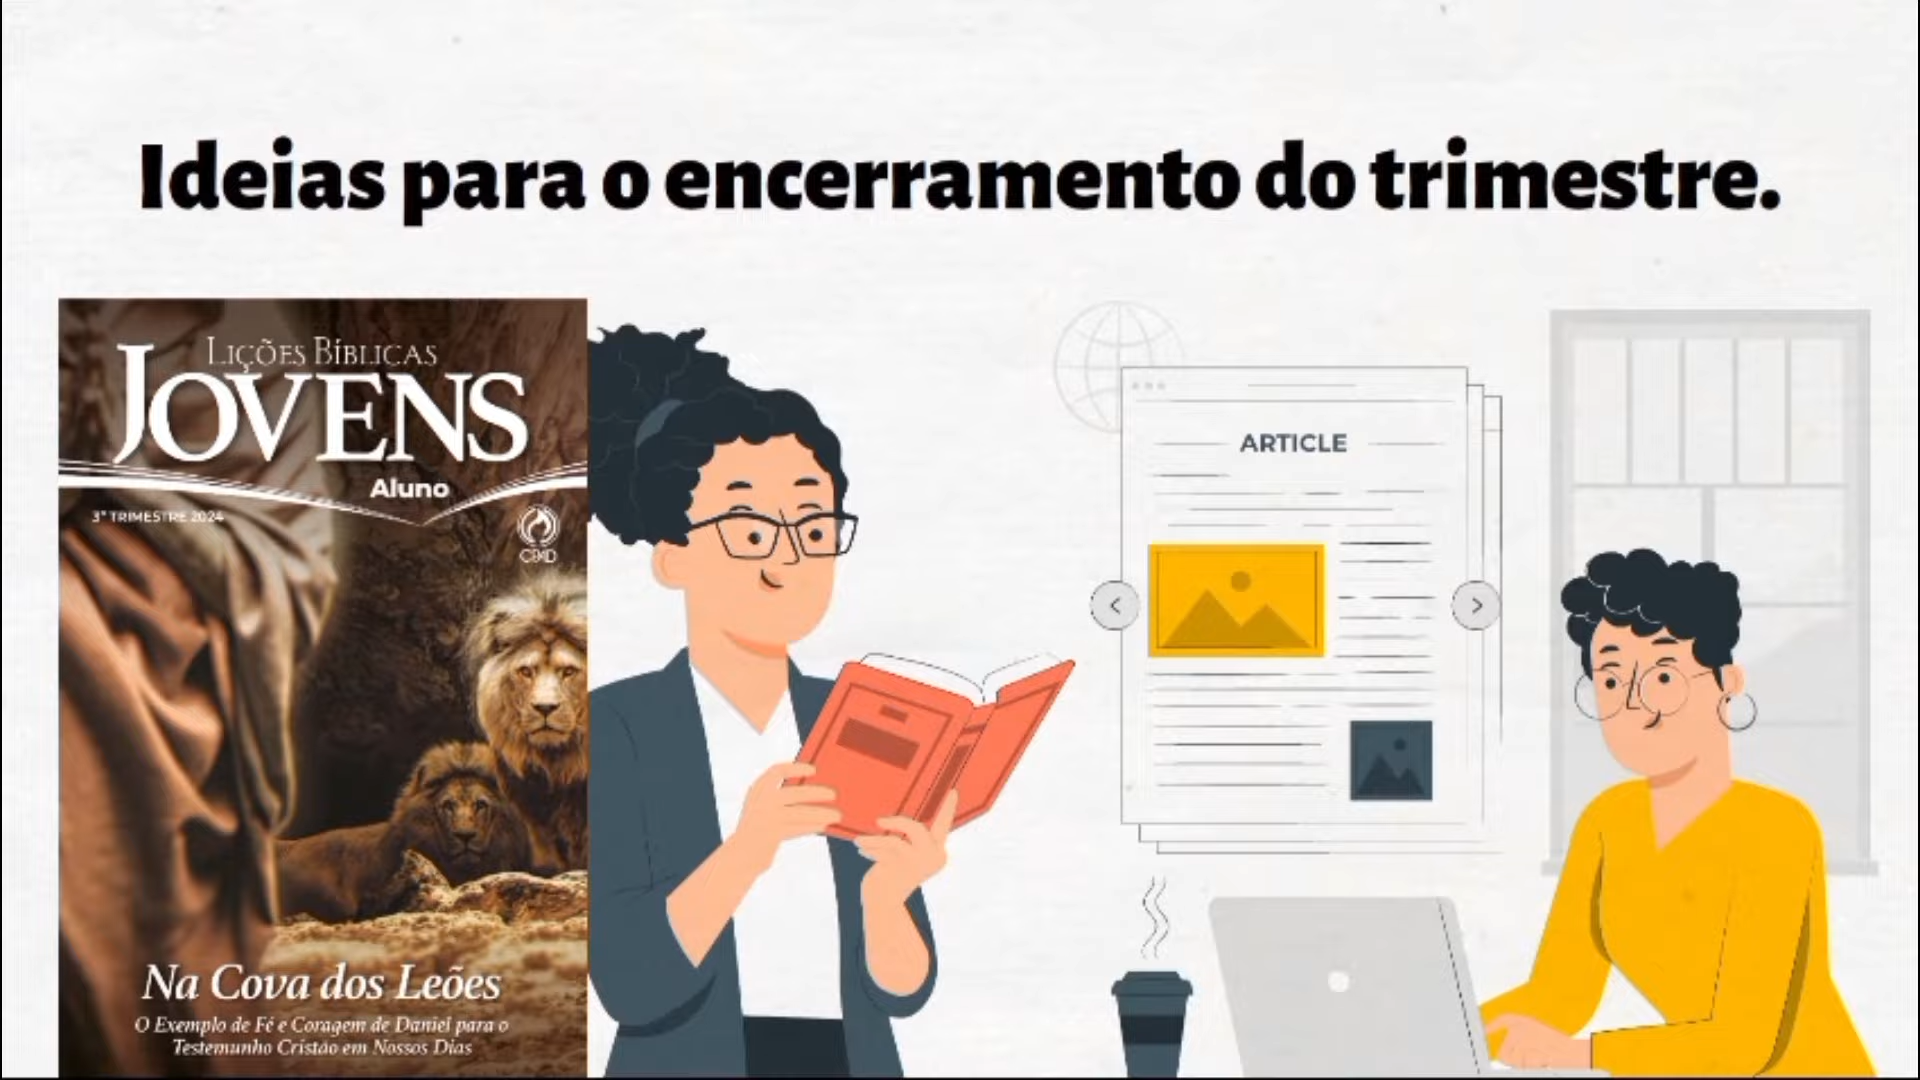 Ideias para o encerramento do trimestre.
LIÇÕES BÍBLICAS
JOVENS
Aluno
3º TRIMESTRE 2024
CPAD
Na Cova dos Leões
O Exemplo de Fé e Coragem de Daniel para o
Testemunho Cristão em Nossos Dias
ARTICLE